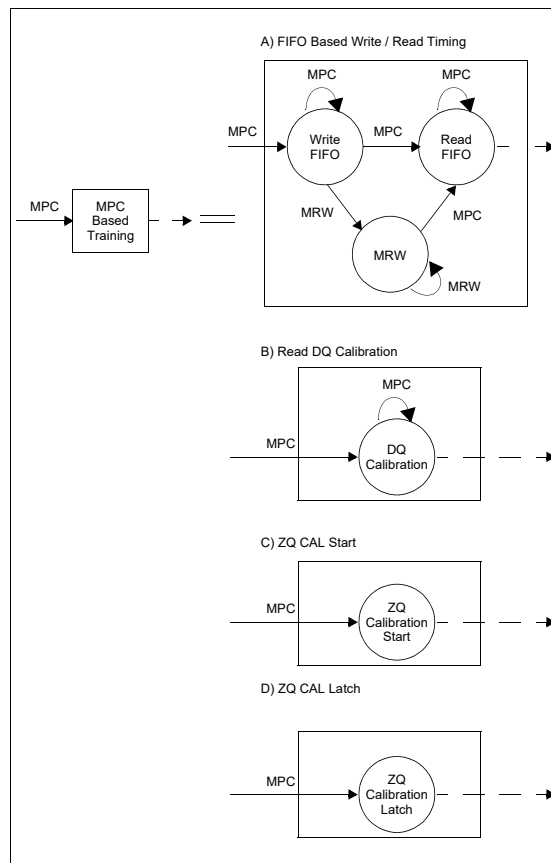 A) FIFO Based Write / Read Timing
MPC
MPC
MPC
Write
FIFO
MPC
Read
FIFO
MPC
MPC
Based
Training
MRW
MPC
MRW
MRW
B) Read DQ Calibration
MPC
MPC
DQ
Calibration
C) ZQ CAL Start
MPC
ZQ
Calibration
Start
D) ZQ CAL Latch
MPC
ZQ
Calibration
Latch